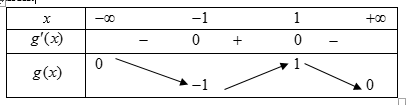 x −∞ −1 1 +∞
g′(x) − 0 + 0 −
g(x) 0 −1 1 0